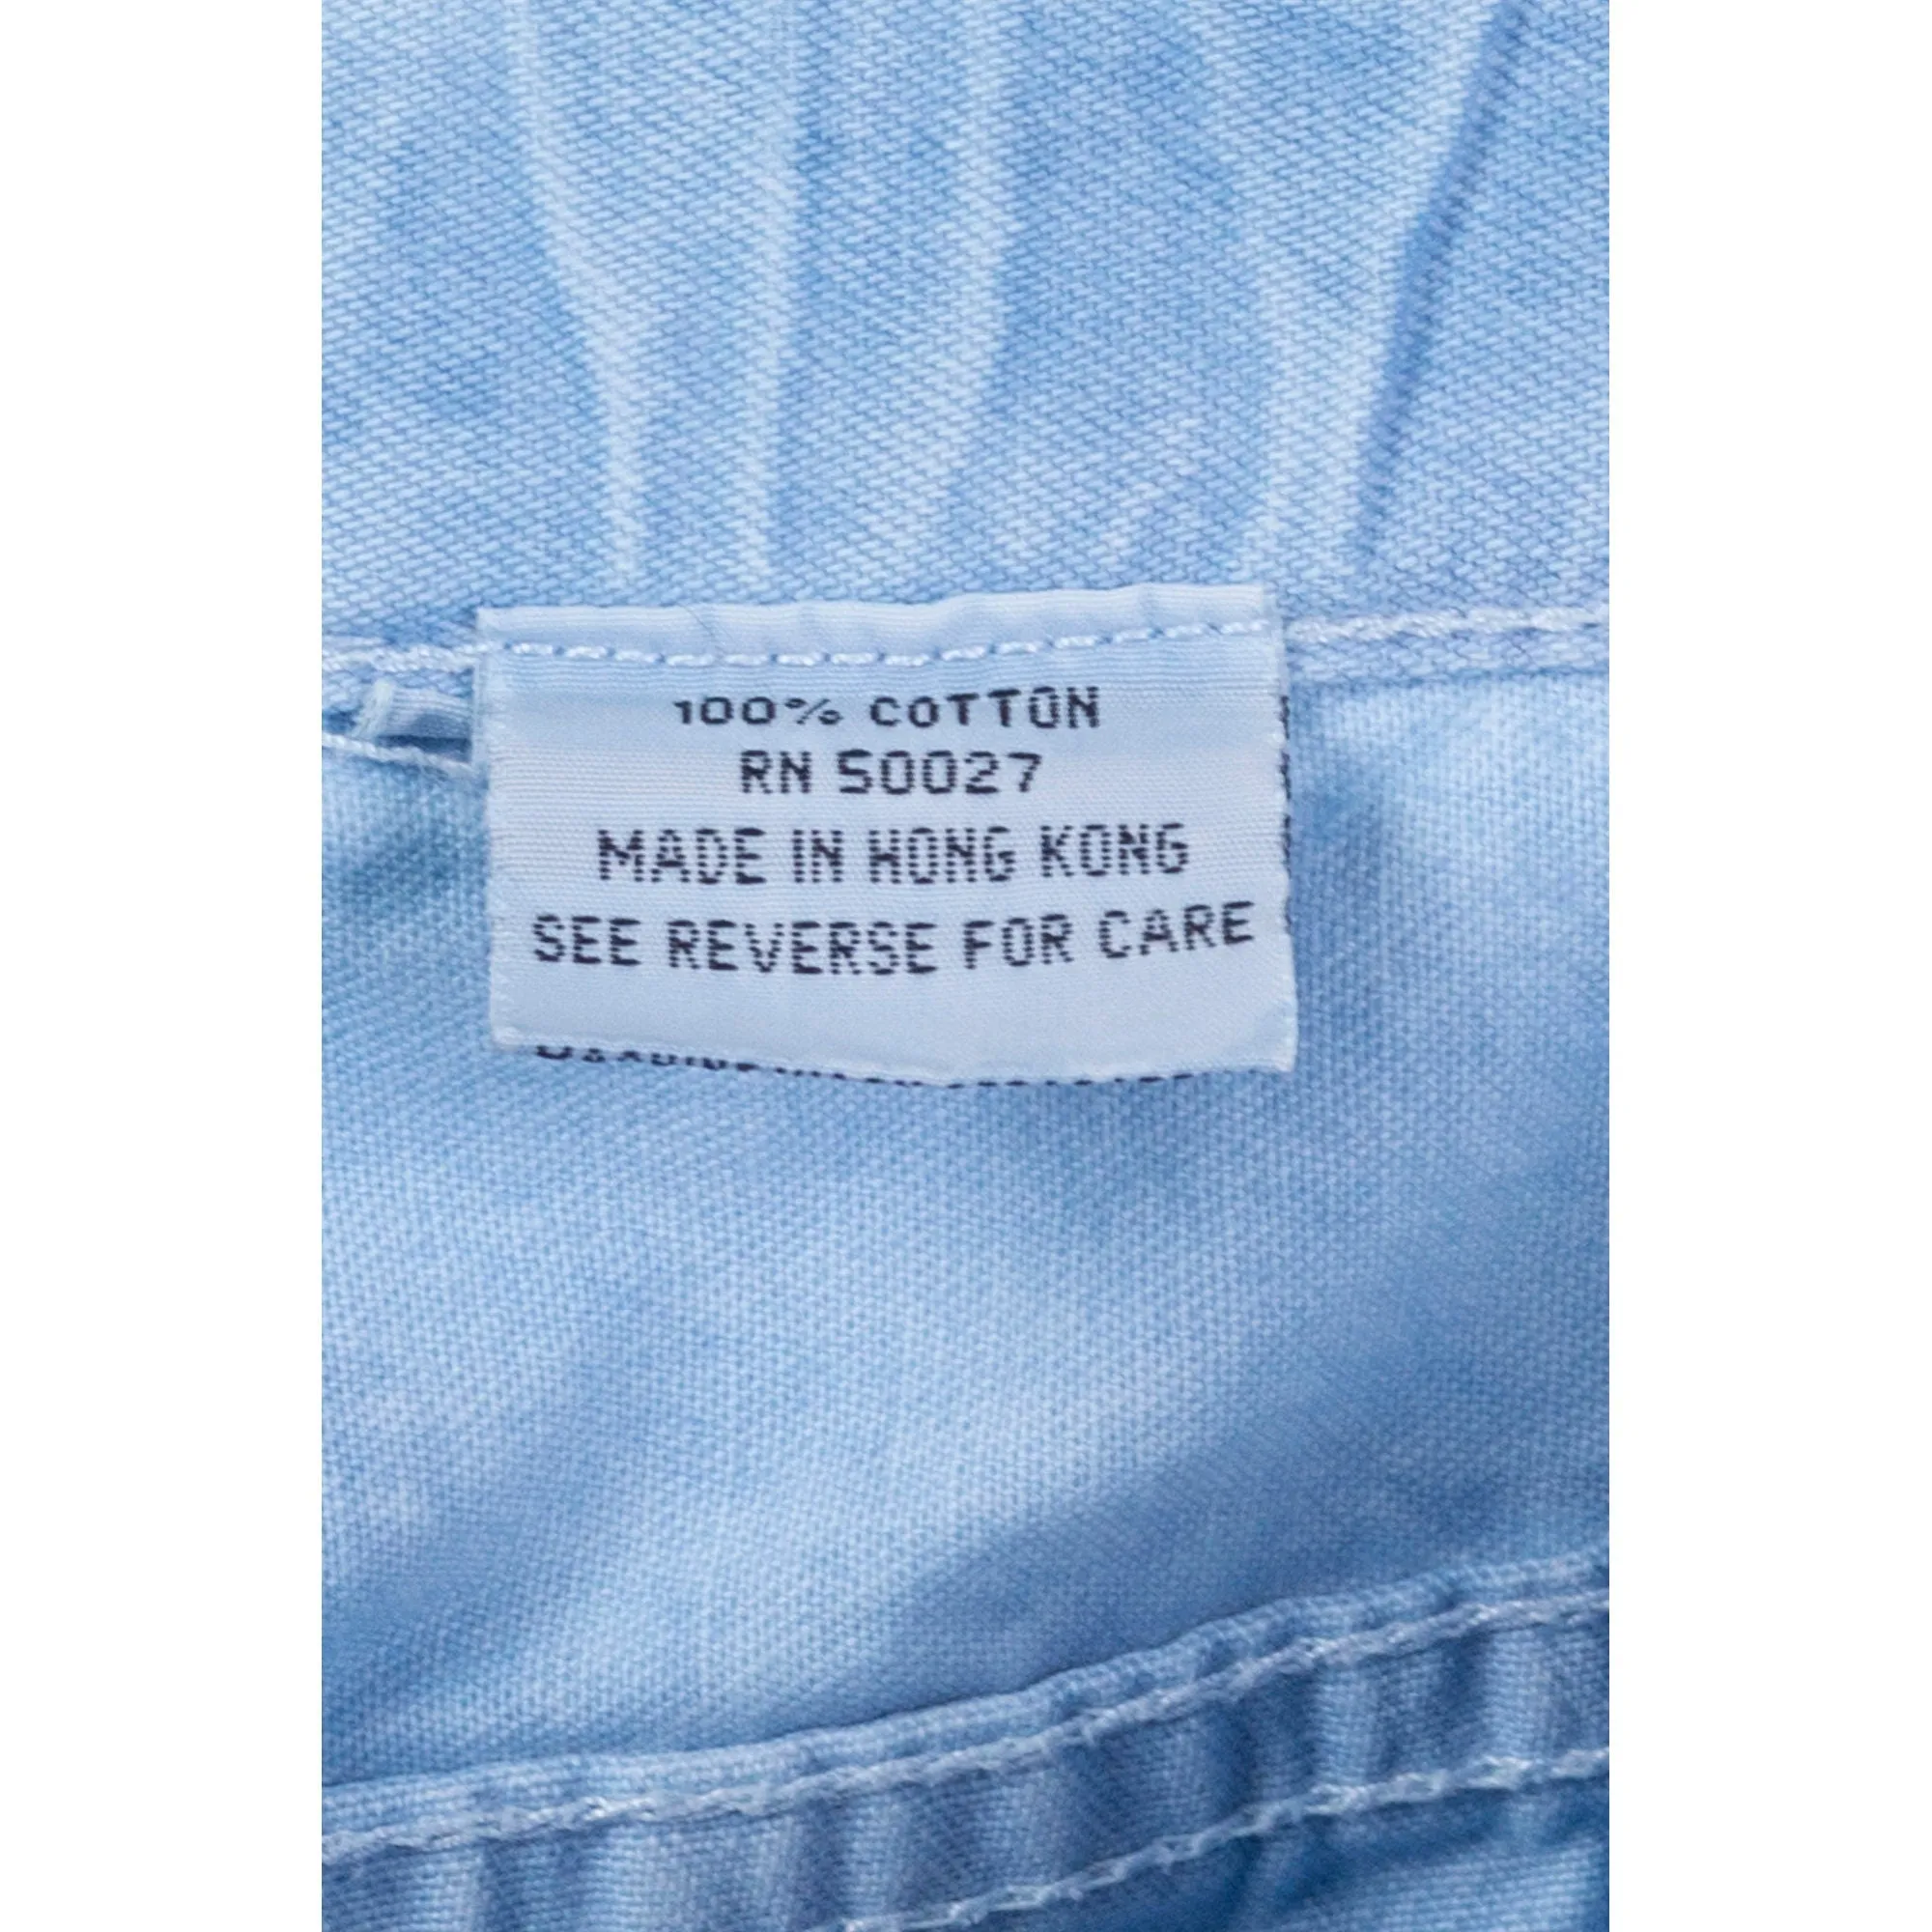 100% COTTON
RN 50027
MADE IN HONG KONG
SEE REVERSE FOR CARE